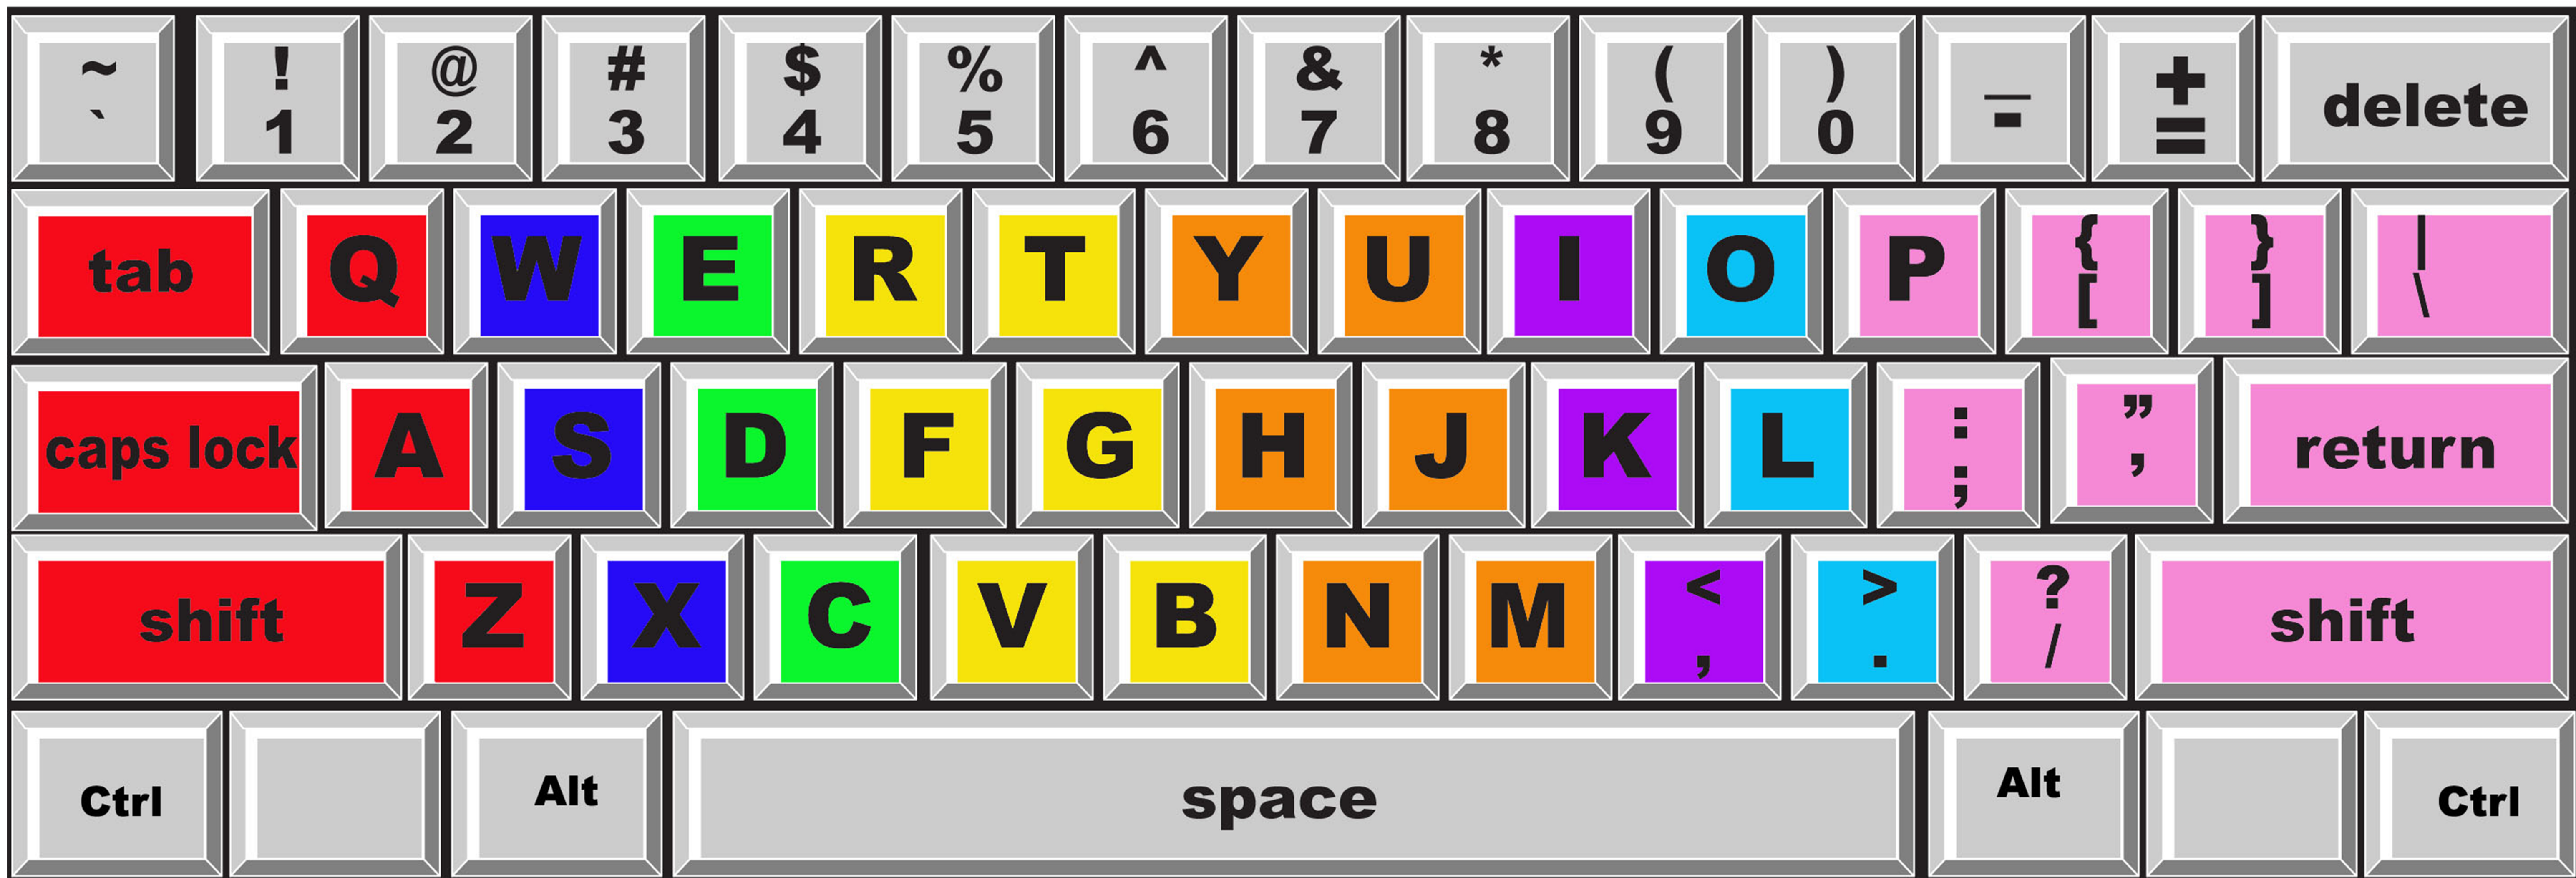 ~ ! @ # $ % ^ & * ( ) _ +
` 1 2 3 4 5 6 7 8 9 0 - = delete
tab Q W E R T Y U I O P { } |
[ ] \
caps lock A S D F G H J K L : ” return
; ,
shift Z X C V B N M < > ? shift
, . /
Ctrl Alt space Alt Ctrl